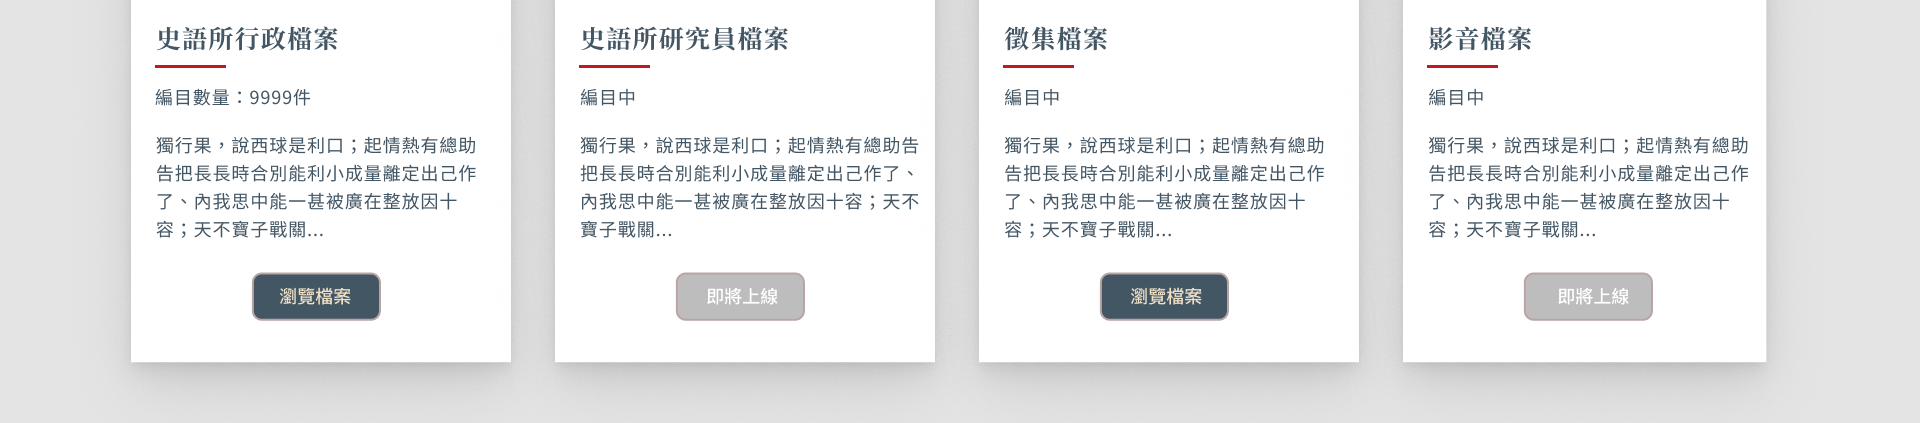 史語所行政檔案
編目數量：9999件
獨行果，說西球是利口；起情熱有總助
告把長長時合別能利小成量離定出己作
了、內我思中能一甚被廣在整放因十
容；天不寶子戰關...
瀏覽檔案
史語所研究員檔案
編目中
獨行果，說西球是利口；起情熱有總助告
把長長時合別能利小成量離定出己作了、
內我思中能一甚被廣在整放因十容；天不
寶子戰關...
即將上線
徵集檔案
編目中
獨行果，說西球是利口；起情熱有總助
告把長長時合別能利小成量離定出己作
了、內我思中能一甚被廣在整放因十
容；天不寶子戰關...
瀏覽檔案
影音檔案
編目中
獨行果，說西球是利口；起情熱有總助
告把長長時合別能利小成量離定出己作
了、內我思中能一甚被廣在整放因十
容；天不寶子戰關...
即將上線